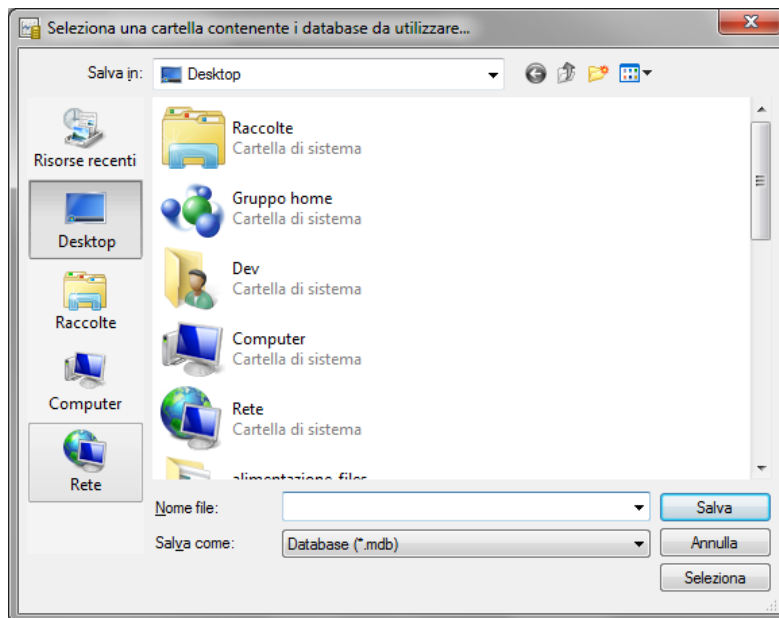 Seleziona una cartella contenente i database da utilizzare...
Salva in: Desktop
Risorse recenti
Desktop
Raccolte
Computer
Rete
Raccolte
Cartella di sistema
Gruppo home
Cartella di sistema
Dev
Cartella di sistema
Computer
Cartella di sistema
Rete
Cartella di sistema
alimentazione-files
Nome file: Salva
Salva come: Database (*.mdb) Annulla
Seleziona